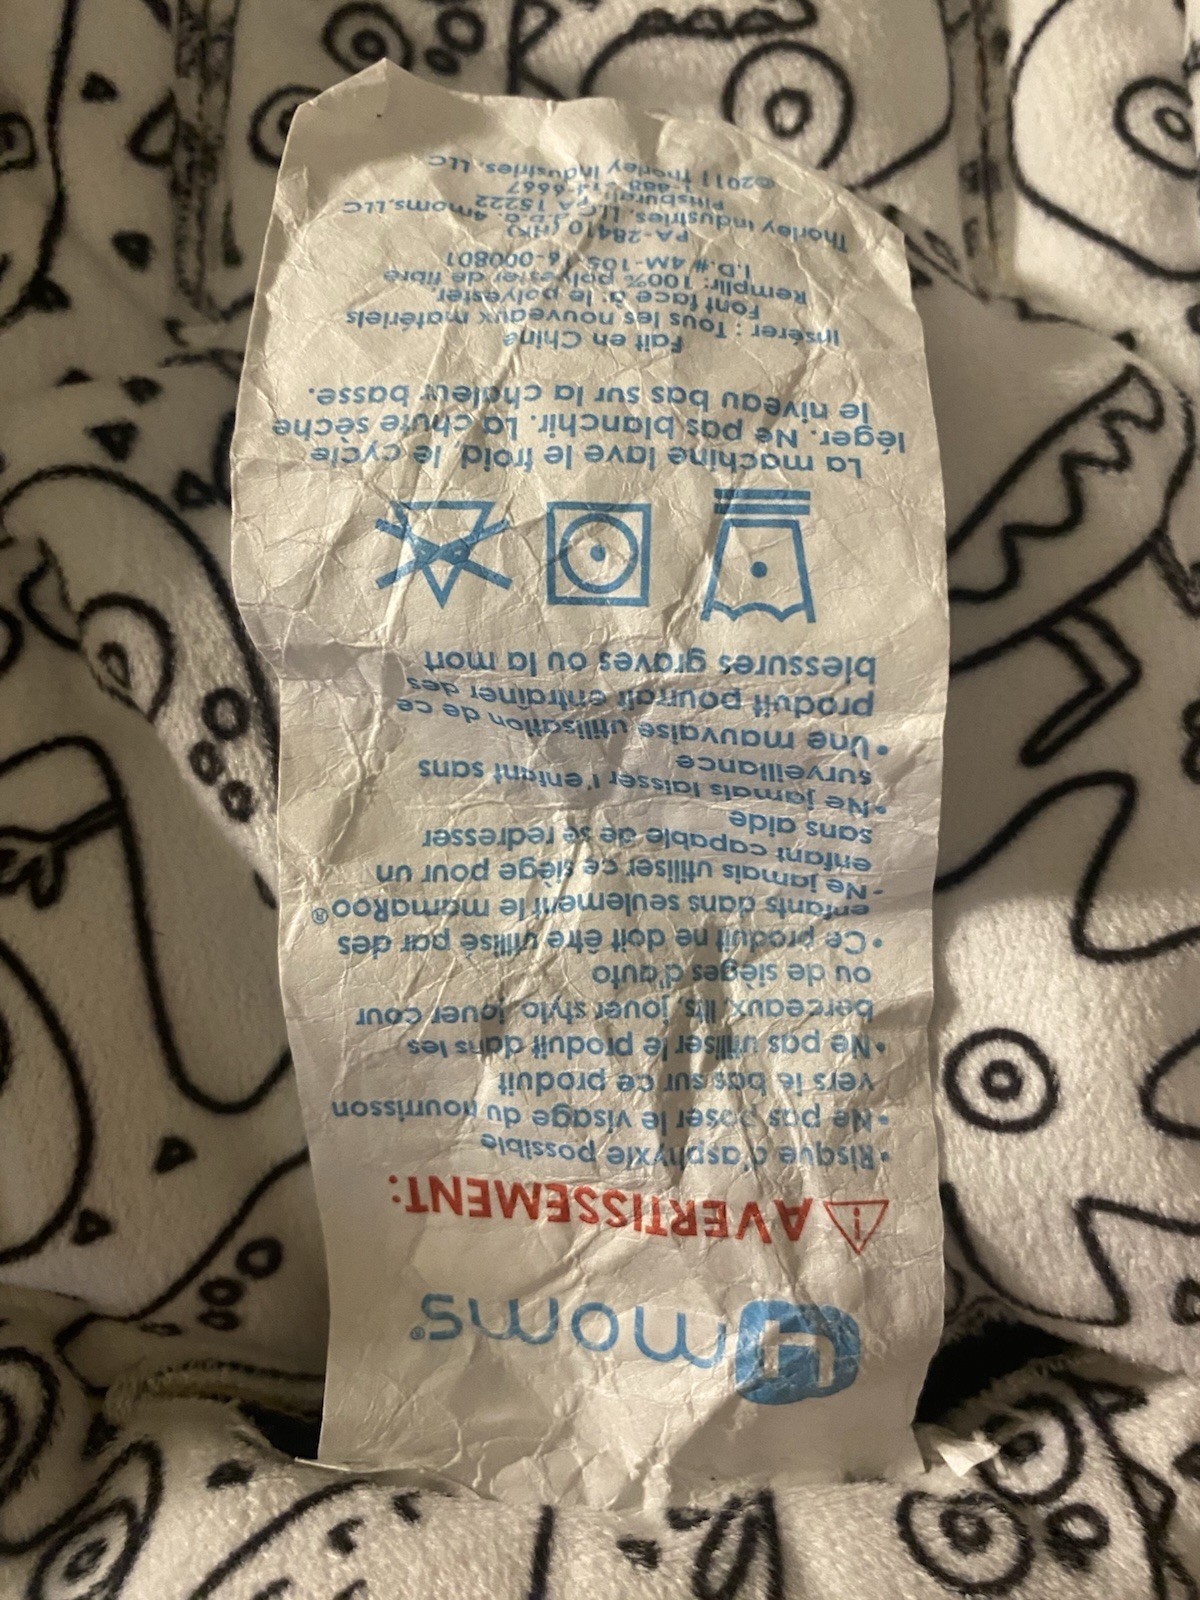 4moms®
AVERTISSEMENT:
• Risque d'asphyxie possible
• Ne pas poser le visage du nourrisson
vers le bas sur ce produit
• Ne pas utiliser le produit dans les
berceaux, lits, jouer stylo, jouer cour
ou de sièges d'auto
• Ce produit ne doit être utilisé par des
enfants dans seulement le mamaRoo®
• Ne jamais utiliser ce siège pour un
enfant capable de se redresser
sans aide
• Ne jamais laisser l'enfant sans
surveillance
• Une mauvaise utilisation de ce
produit pourrait entraîner des
blessures graves ou la mort
La machine lave le froid, le cycle
léger. Ne pas blanchir. La chute sèche
le niveau bas sur la chaleur basse.
Fait en Chine
Insérer : Tous les nouveaux matériels
Font face à: le polyester.
Remplir: 100% polyester de fibre
I.D.#
PA-28410 (HK)
Thorley Industries, LLC d.b.a. 4moms, LLC
Pittsburgh, PA 15222
©2011 Thorley Industries, LLC